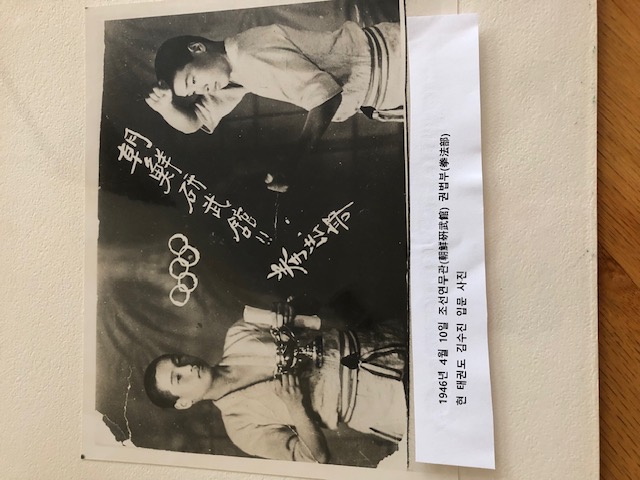 朝鮮研武館!!
拳法部
1946년 4월 10일 조선연무관(朝鮮研武館) 권법부(拳法部)
현 태권도 김수진 입문 사진